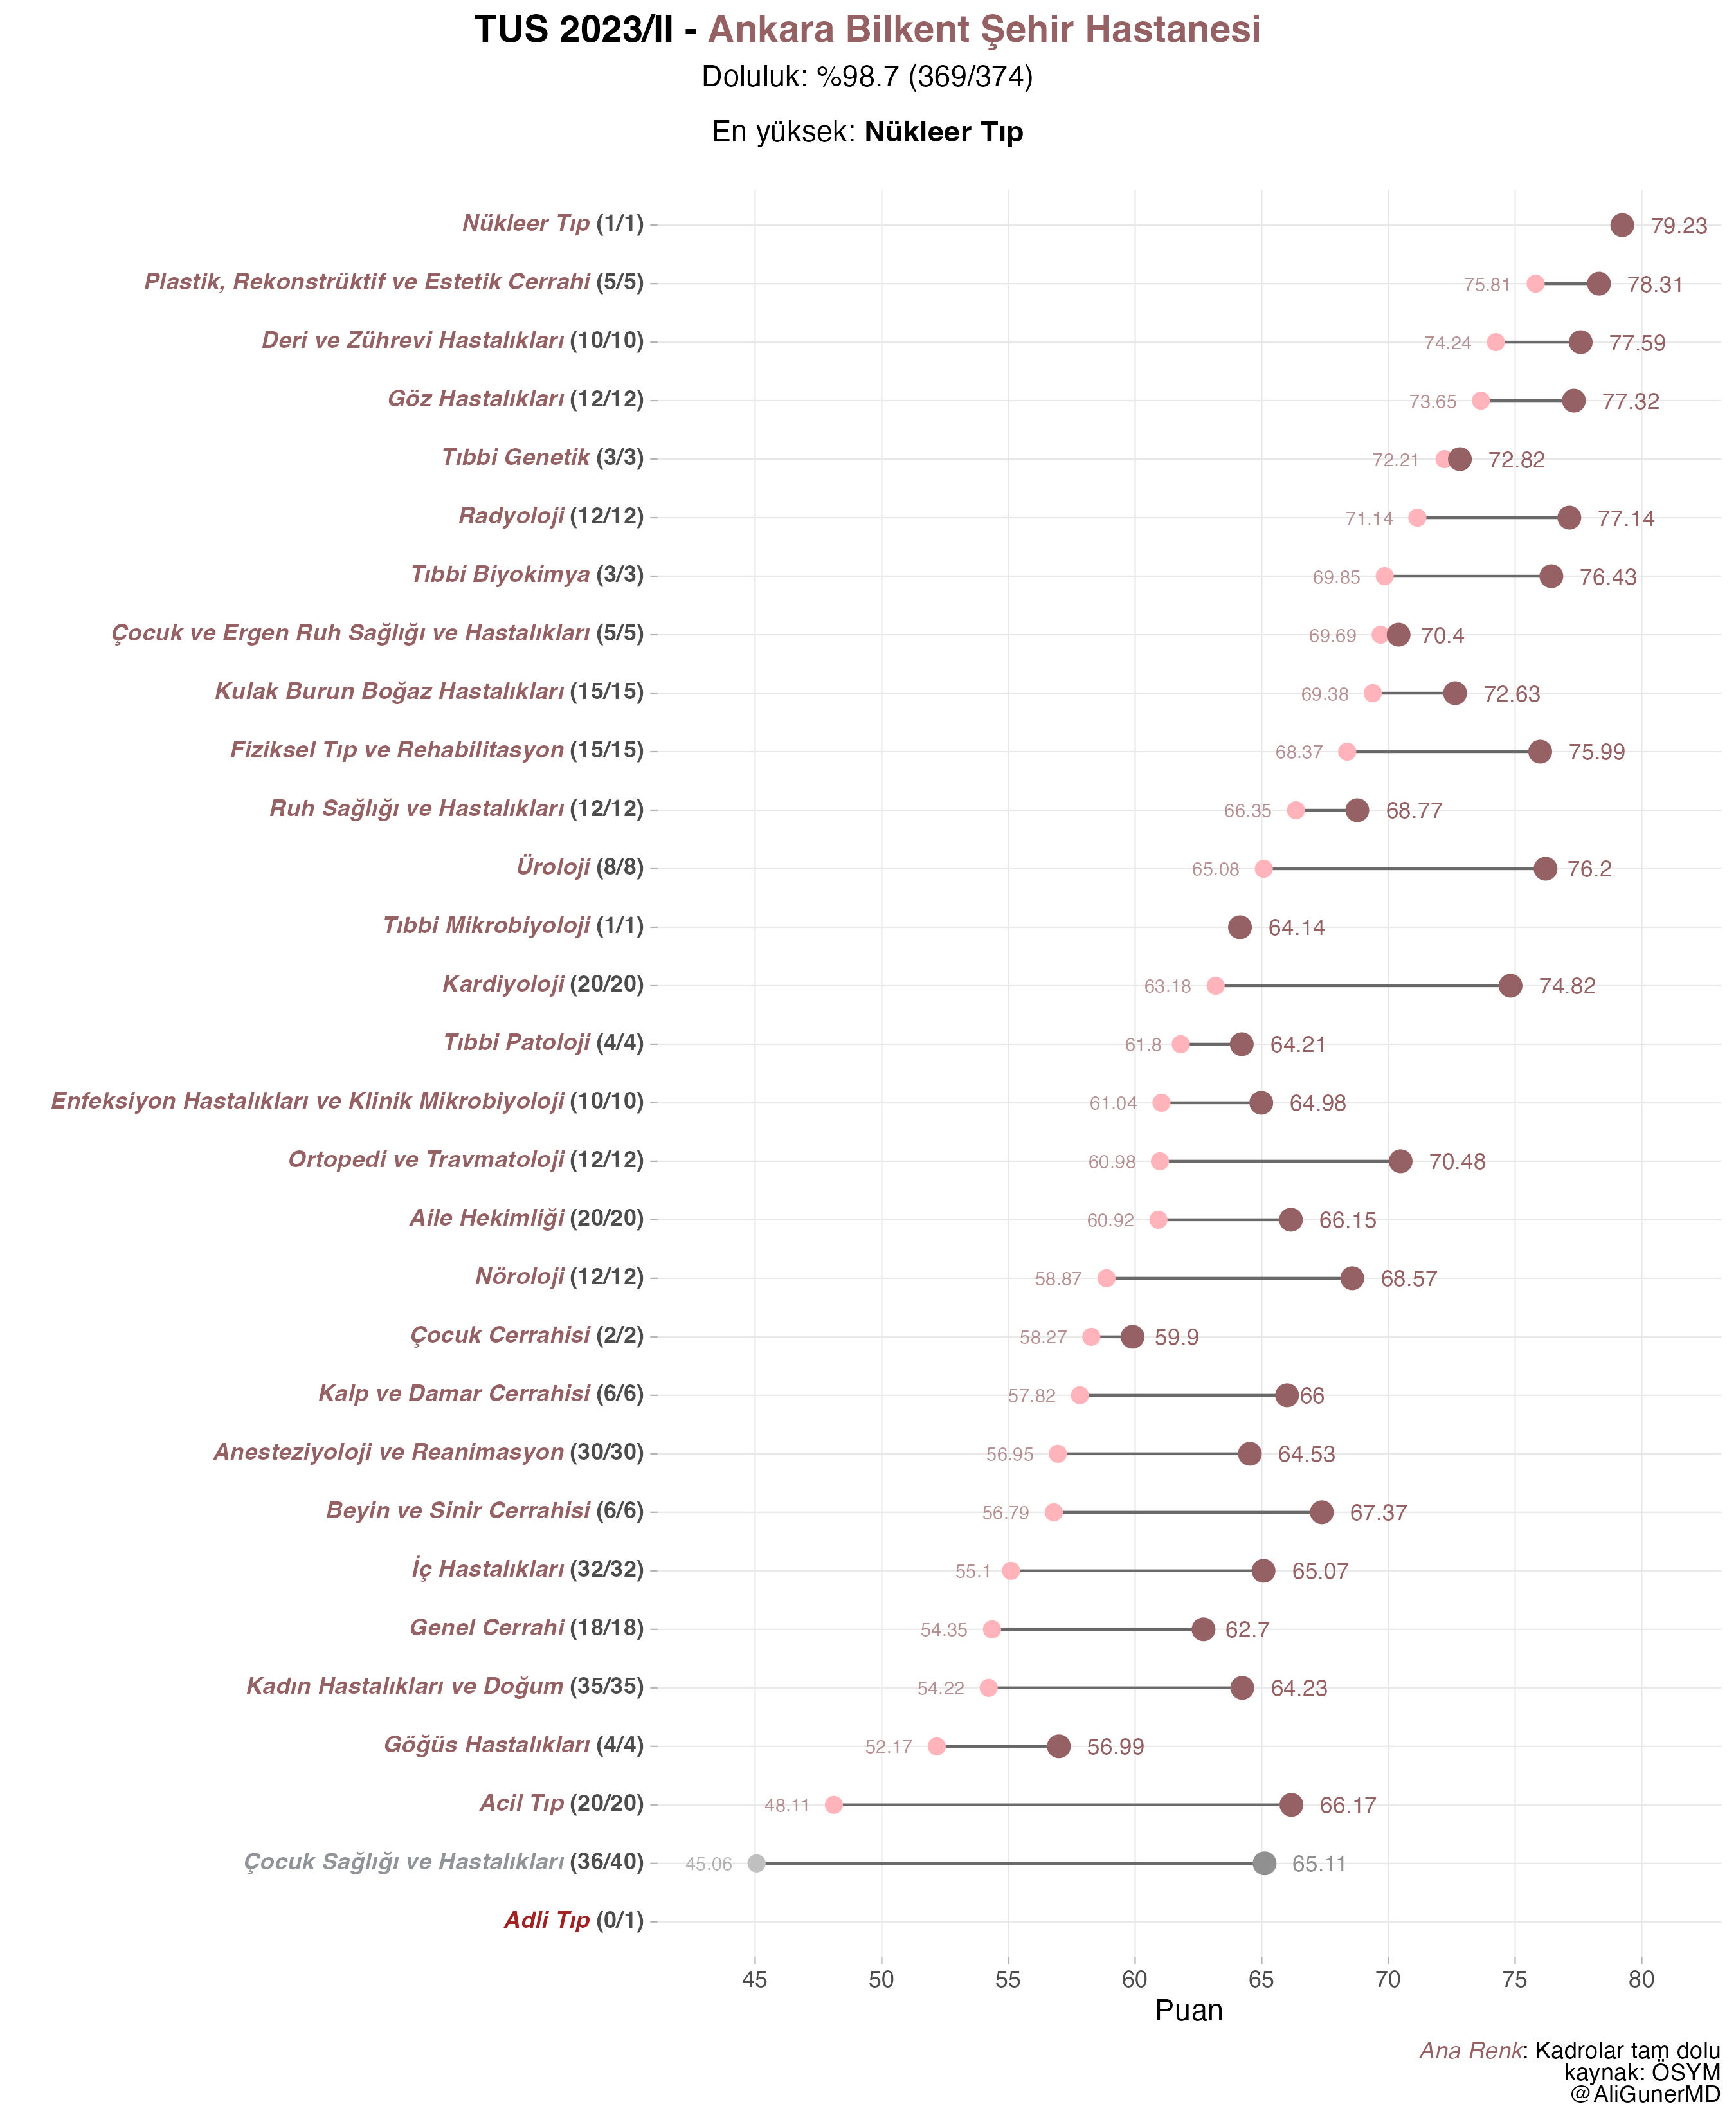 TUS 2023/II - Ankara Bilkent Şehir Hastanesi
Doluluk: %98.7 (369/374)
En yüksek: Nükleer Tıp
Nükleer Tıp (1/1) 79.23
Plastik, Rekonstrüktif ve Estetik Cerrahi (5/5) 75.81 78.31
Deri ve Zührevi Hastalıkları (10/10) 74.24 77.59
Göz Hastalıkları (12/12) 73.65 77.32
Tıbbi Genetik (3/3) 72.21 72.82
Radyoloji (12/12) 71.14 77.14
Tıbbi Biyokimya (3/3) 69.85 76.43
Çocuk ve Ergen Ruh Sağlığı ve Hastalıkları (5/5) 69.69 70.4
Kulak Burun Boğaz Hastalıkları (15/15) 69.38 72.63
Fiziksel Tıp ve Rehabilitasyon (15/15) 68.37 75.99
Ruh Sağlığı ve Hastalıkları (12/12) 66.35 68.77
Üroloji (8/8) 65.08 76.2
Tıbbi Mikrobiyoloji (1/1) 64.14
Kardiyoloji (20/20) 63.18 74.82
Tıbbi Patoloji (4/4) 61.8 64.21
Enfeksiyon Hastalıkları ve Klinik Mikrobiyoloji (10/10) 61.04 64.98
Ortopedi ve Travmatoloji (12/12) 60.98 70.48
Aile Hekimliği (20/20) 60.92 66.15
Nöroloji (12/12) 58.87 68.57
Çocuk Cerrahisi (2/2) 58.27 59.9
Kalp ve Damar Cerrahisi (6/6) 57.82 66
Anesteziyoloji ve Reanimasyon (30/30) 56.95 64.53
Beyin ve Sinir Cerrahisi (6/6) 56.79 67.37
İç Hastalıkları (32/32) 55.1 65.07
Genel Cerrahi (18/18) 54.35 62.7
Kadın Hastalıkları ve Doğum (35/35) 54.22 64.23
Göğüs Hastalıkları (4/4) 52.17 56.99
Acil Tıp (20/20) 48.11 66.17
Çocuk Sağlığı ve Hastalıkları (36/40) 45.06 65.11
Adli Tıp (0/1)
45 50 55 60 65 70 75 80
Puan
Ana Renk: Kadrolar tam dolu
kaynak: ÖSYM
@AliGunerMD